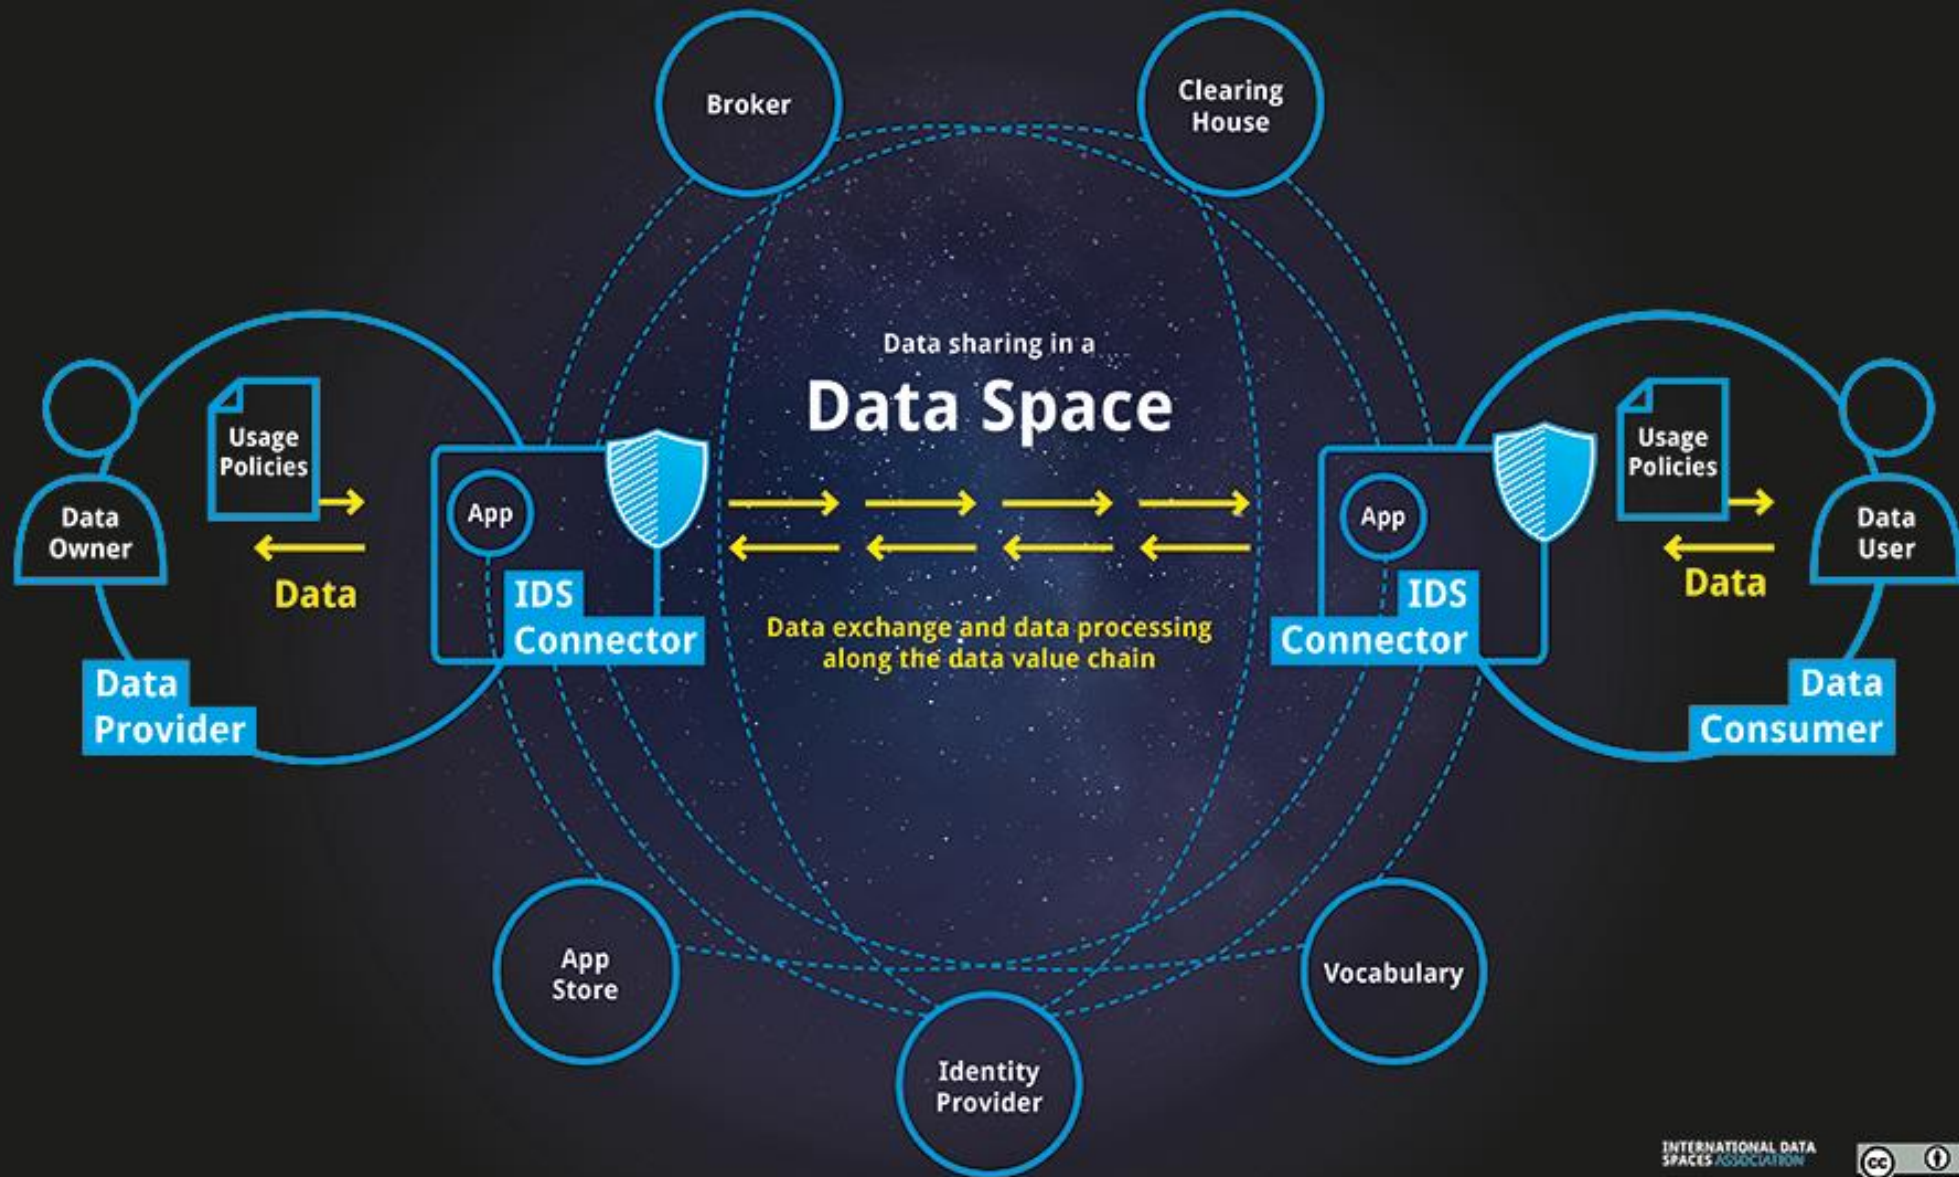 Broker
Clearing
House
Data sharing in a
Data Space
Usage
Policies
Data
Owner
Data
App
IDS
Connector
Data
Provider
Data exchange and data processing
along the data value chain
App
IDS
Connector
Usage
Policies
Data
User
Data
Data
Consumer
App
Store
Vocabulary
Identity
Provider
INTERNATIONAL DATA
SPACES ASSOCIATION
cc